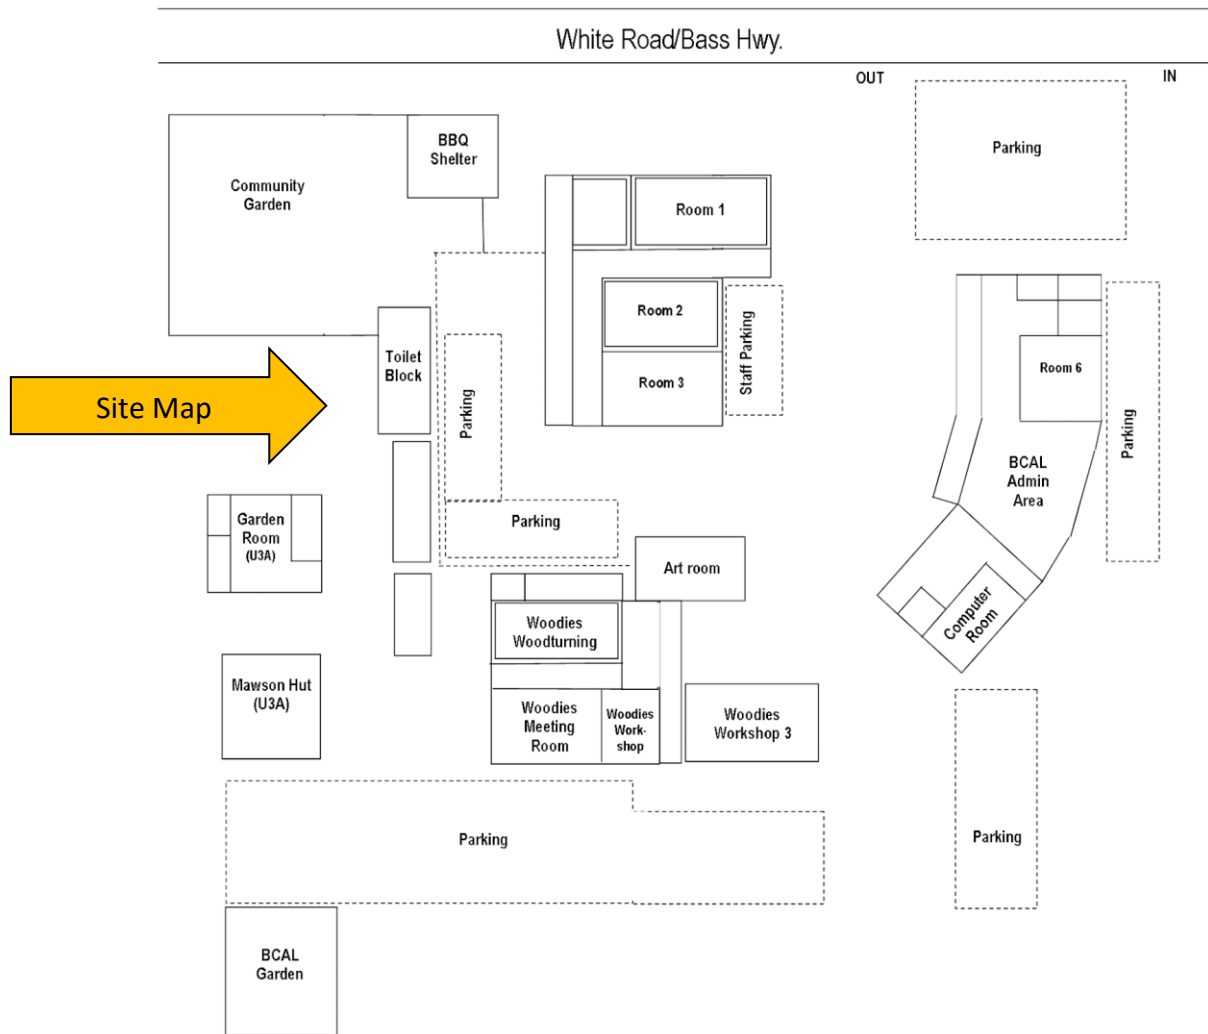 White Road/Bass Hwy.
OUT
IN
Parking
BBQ
Shelter
Community
Garden
Room 1
Room 2
Room 3
Staff Parking
Toilet
Block
Parking
Site Map
Room 6
Parking
BCAL
Admin
Area
Garden
Room
(U3A)
Parking
Art room
Computer
Room
Woodies
Woodturning
Mawson Hut
(U3A)
Woodies
Meeting
Room
Woodies
Work-
shop
Woodies
Workshop 3
Parking
Parking
BCAL
Garden